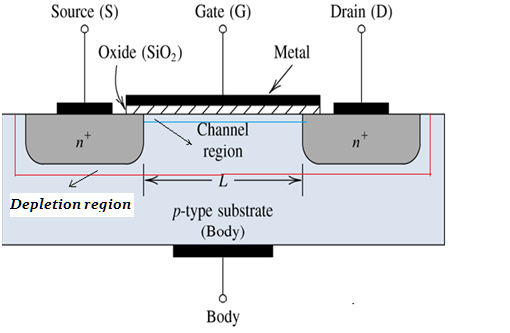 Source (S) Gate (G) Drain (D)
Oxide (SiO₂) Metal
Channel
region
n⁺ n⁺
L
Depletion region
p-type substrate
(Body)
Body